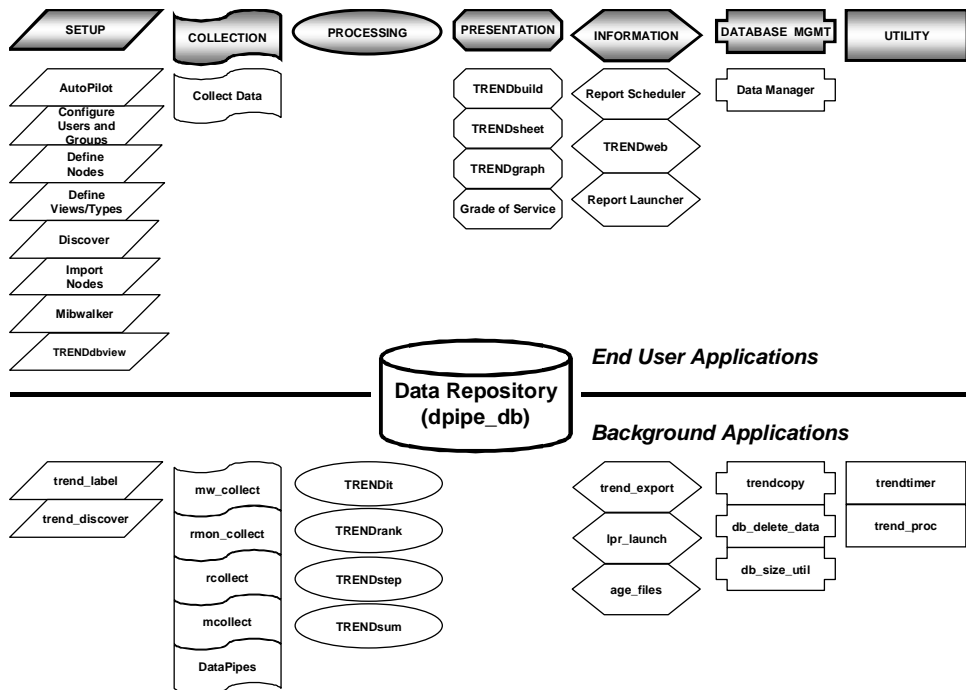 SETUP
COLLECTION
PROCESSING
PRESENTATION
INFORMATION
DATABASE MGMT
UTILITY
AutoPilot
Configure
Users and
Groups
Define
Nodes
Define
Views/Types
Discover
Import
Nodes
Mibwalker
TRENDdbview
Collect Data
TRENDbuild
TRENDsheet
TRENDgraph
Grade of Service
Report Scheduler
TRENDweb
Report Launcher
Data Manager
End User Applications
Data Repository
(dpipe_db)
Background Applications
trend_label
trend_discover
mw_collect
rmon_collect
rcollect
mcollect
DataPipes
TRENDit
TRENDrank
TRENDstep
TRENDsum
trend_export
lpr_launch
age_files
trendcopy
db_delete_data
db_size_util
trendtimer
trend_proc